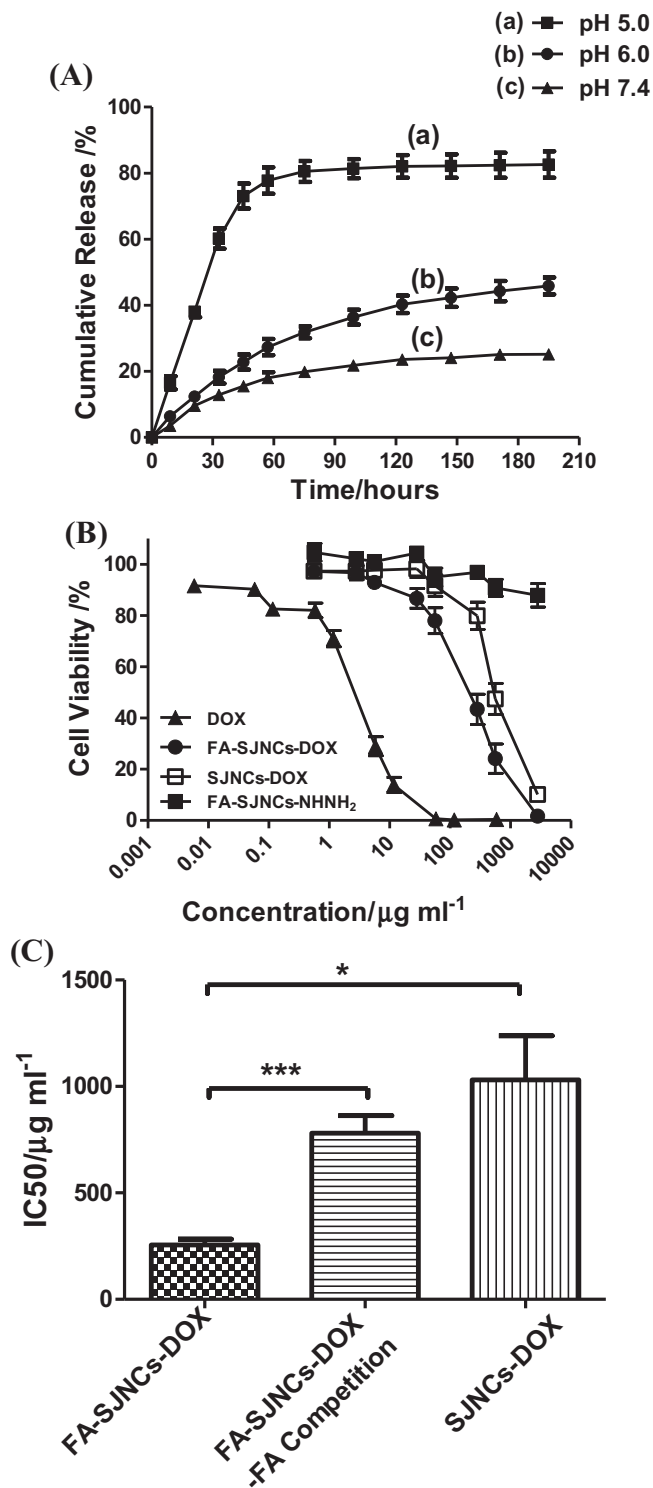 (a) pH 5.0
(b) pH 6.0
(c) pH 7.4
(A)
Cumulative Release /%
100
80
60
40
20
0
(a)
(b)
(c)
0 30 60 90 120 150 180 210
Time/hours
(B)
Cell Viability /%
100
80
60
40
20
0
DOX
FA-SJNCs-DOX
SJNCs-DOX
FA-SJNCs-NHNH₂
0.001 0.01 0.1 1 10 100 1000 10000
Concentration/μg ml⁻¹
(C)
IC50/μg ml⁻¹
1500
1000
500
0
*
***
FA-SJNCs-DOX
FA-SJNCs-DOX
-FA Competition
SJNCs-DOX